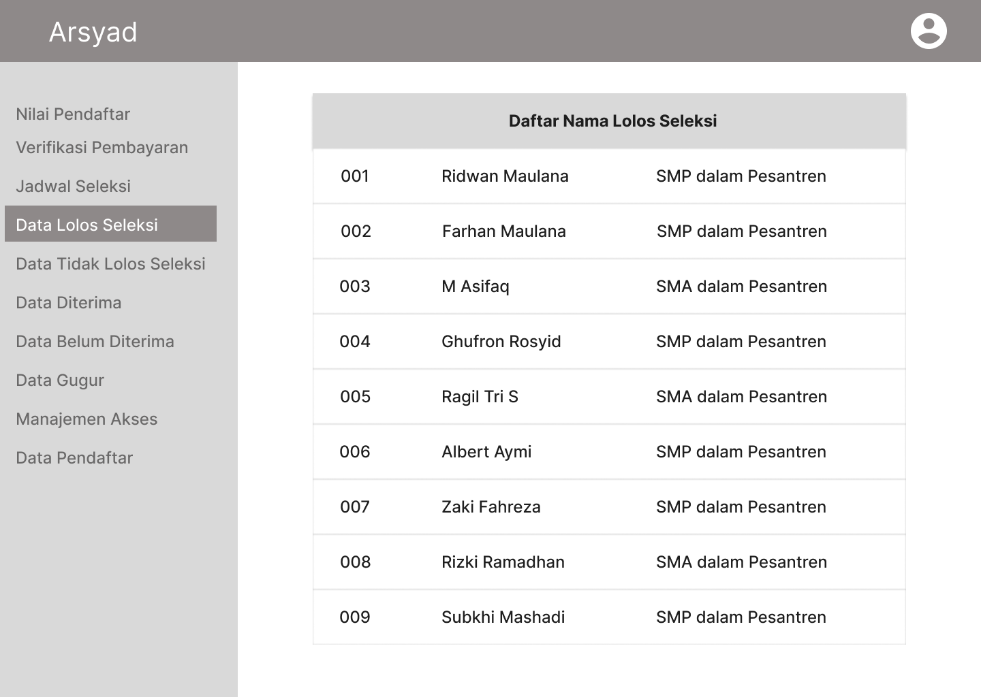 Arsyad
Nilai Pendaftar
Verifikasi Pembayaran
Jadwal Seleksi
Data Lolos Seleksi
Data Tidak Lolos Seleksi
Data Diterima
Data Belum Diterima
Data Gugur
Manajemen Akses
Data Pendaftar
Daftar Nama Lolos Seleksi
001 Ridwan Maulana SMP dalam Pesantren
002 Farhan Maulana SMP dalam Pesantren
003 M Asifaq SMA dalam Pesantren
004 Ghufron Rosyid SMP dalam Pesantren
005 Ragil Tri S SMA dalam Pesantren
006 Albert Aymi SMP dalam Pesantren
007 Zaki Fahreza SMP dalam Pesantren
008 Rizki Ramadhan SMA dalam Pesantren
009 Subkhi Mashadi SMP dalam Pesantren